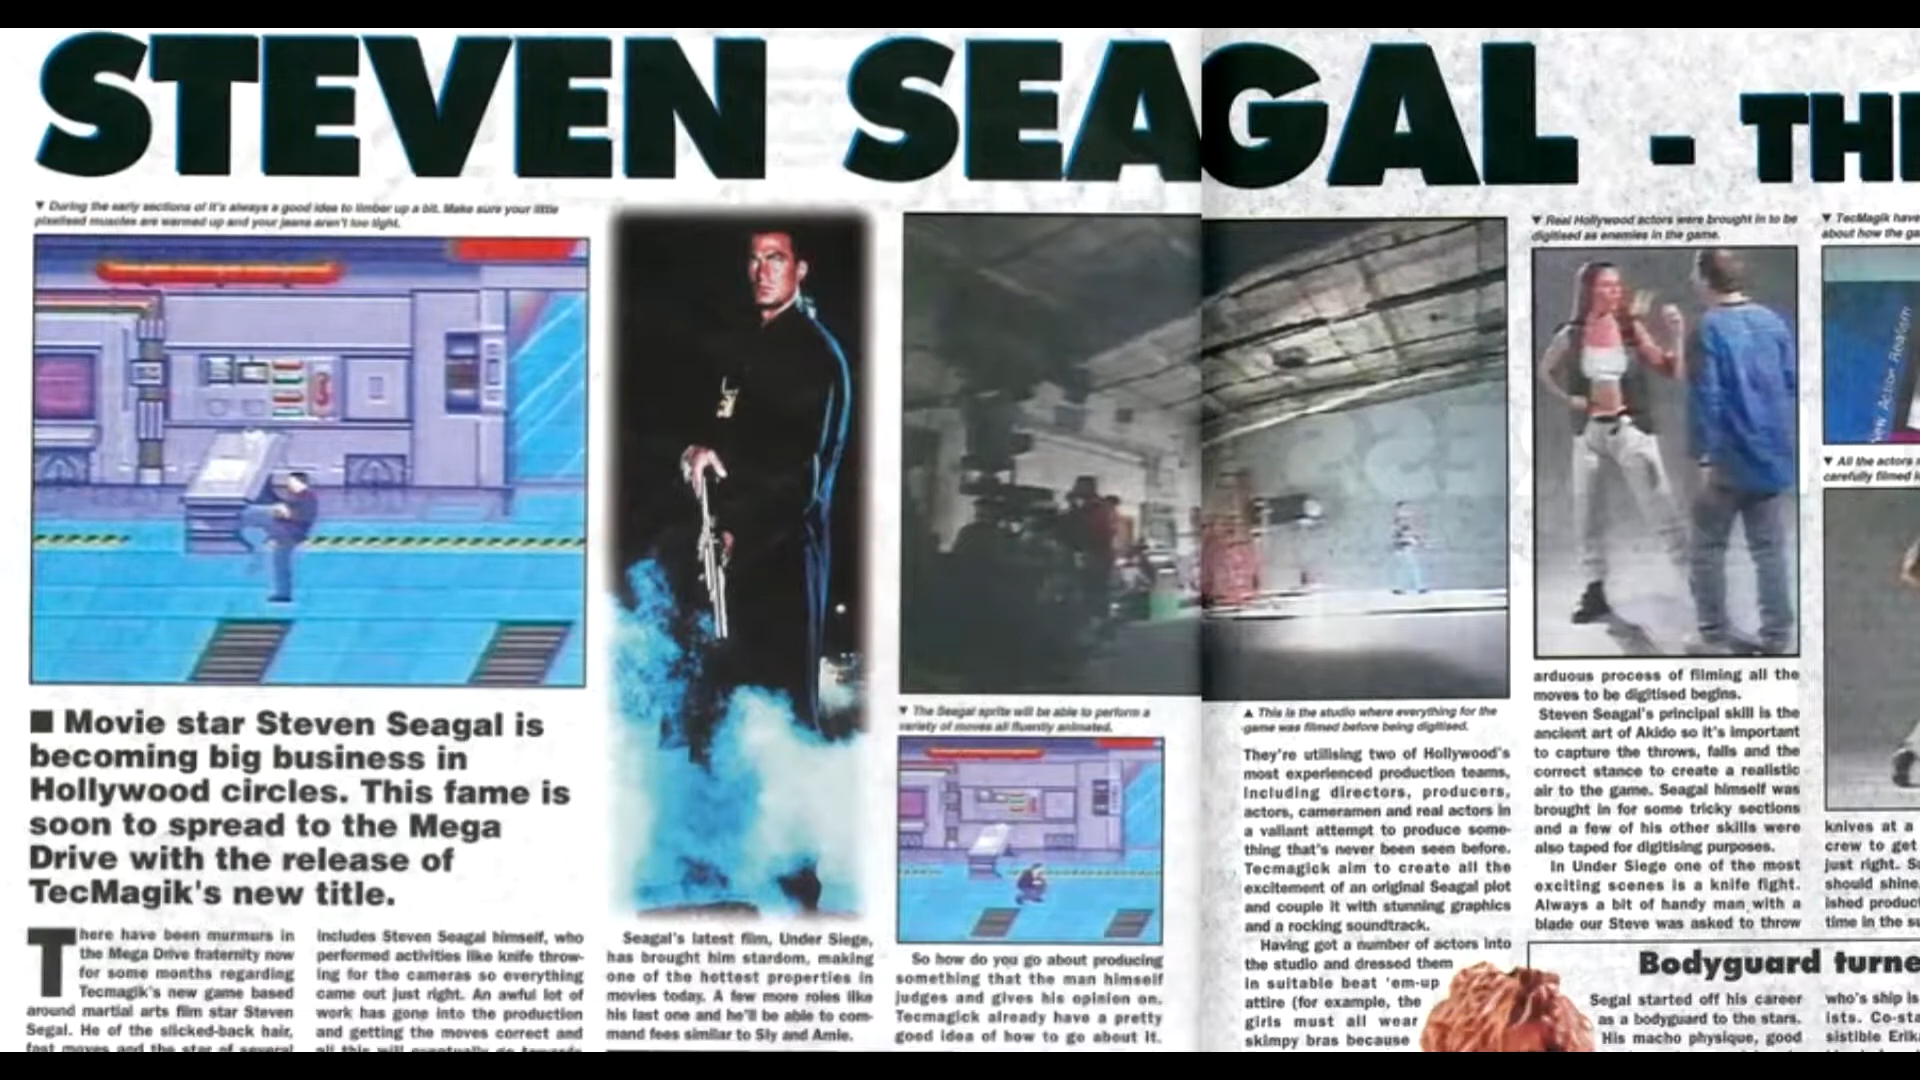 STEVEN SEAGAL - THE
▼ During the early sections of it's always a good idea to limber up a bit. Make sure your little
pixelised muscles are warmed up and your jeans aren't too tight.
■ Movie star Steven Seagal is
becoming big business in
Hollywood circles. This fame is
soon to spread to the Mega
Drive with the release of
TecMagik's new title.
There have been murmurs in
the Mega Drive fraternity now
for some months regarding
Tecmagik's new game based
around martial arts film star Steven
Segal. He of the slicked-back hair,
fast moves and the star of several
includes Steven Seagal himself, who
performed activities like knife throw-
ing for the cameras so everything
came out just right. An awful lot of
work has gone into the production
and getting the moves correct and
all this will eventually go towards
Seagal's latest film, Under Siege,
has brought him stardom, making
one of the hottest properties in
movies today. A few more roles like
his last one and he'll be able to com-
mand fees similar to Sly and Arnie.
▼ The Seagal sprite will be able to perform a
variety of moves all fluently animated.
So how do you go about producing
something that the man himself
judges and gives his opinion on.
Tecmagick already have a pretty
good idea of how to go about it.
▲ This is the studio where everything for the
game was filmed before being digitised.
They're utilising two of Hollywood's
most experienced production teams,
including directors, producers,
actors, cameramen and real actors in
a valiant attempt to produce some-
thing that's never been seen before.
Tecmagick aim to create all the
excitement of an original Seagal plot
and couple it with stunning graphics
and a rocking soundtrack.
Having got a number of actors into
the studio and dressed them
in suitable beat 'em-up
attire (for example, the
girls must all wear
skimpy bras because
▼ Real Hollywood actors were brought in to be
digitised as enemies in the game.
arduous process of filming all the
moves to be digitised begins.
Steven Seagal's principal skill is the
ancient art of Akido so it's important
to capture the throws, falls and the
correct stance to create a realistic
air to the game. Seagal himself was
brought in for some tricky sections
and a few of his other skills were
also taped for digitising purposes.
In Under Siege one of the most
exciting scenes is a knife fight.
Always a bit of handy man with a
blade our Steve was asked to throw
▼ TecMagik have
about how the ga
New Action Realism
▼ All the actors
carefully filmed
knives at a
crew to get
just right. S
should shine.
ished product
time in the su
Bodyguard turne
Segal started off his career
as a bodyguard to the stars.
His macho physique, good
who's ship is
ists. Co-sta
sistible Erik